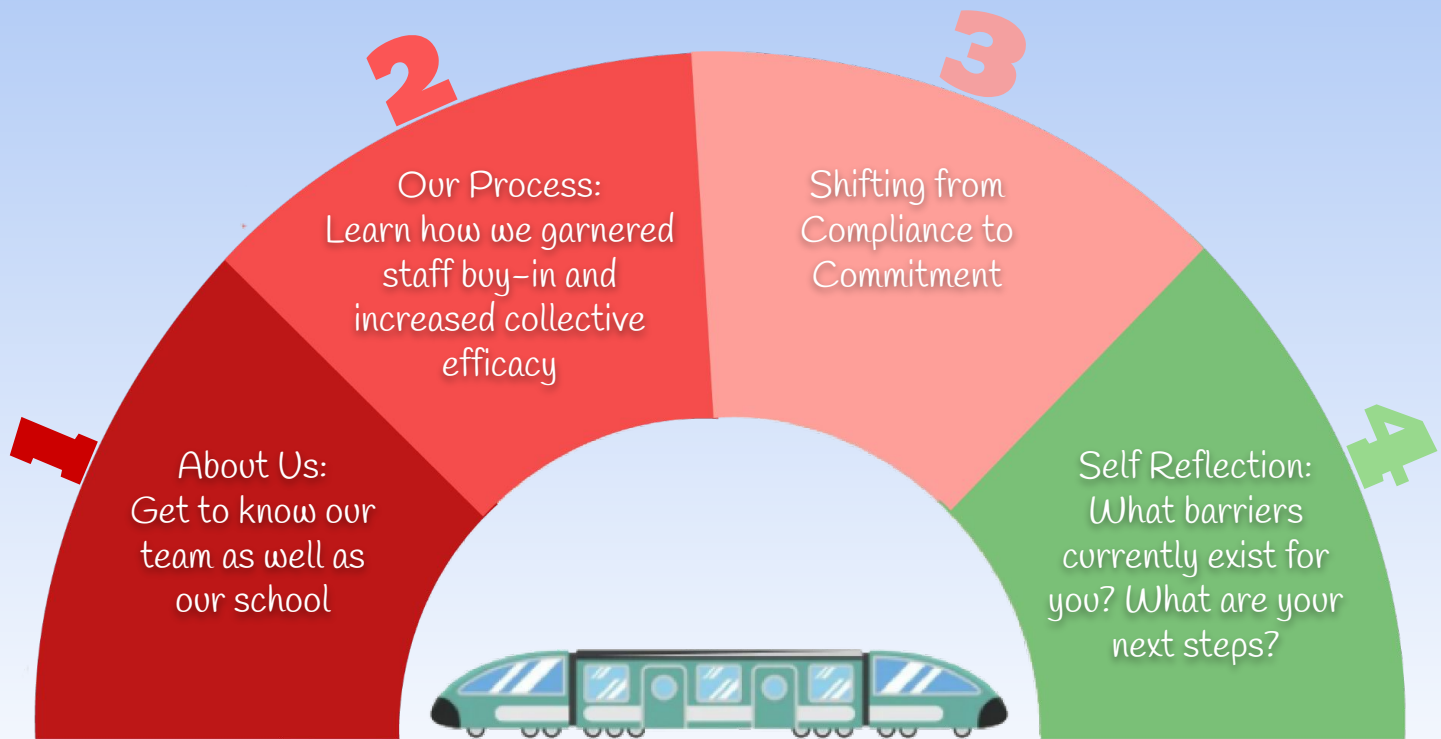 1
About Us:
Get to know our
team as well as
our school
2
Our Process:
Learn how we garnered
staff buy-in and
increased collective
efficacy
3
Shifting from
Compliance to
Commitment
4
Self Reflection:
What barriers
currently exist for
you? What are your
next steps?